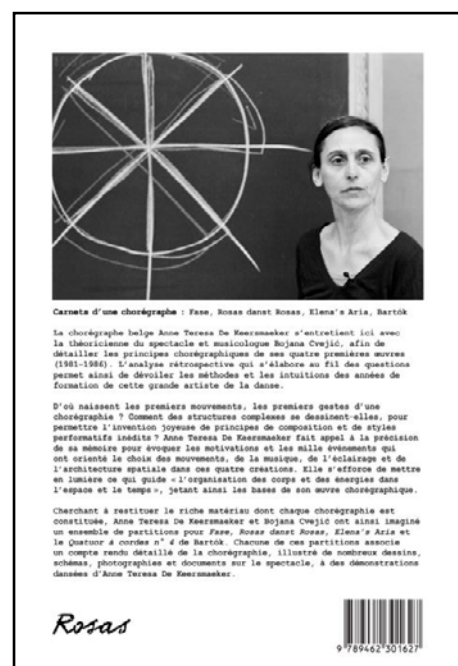 Carnets d'une chorégraphe : Fase, Rosas danst Rosas, Elena's Aria, Bartók
La chorégraphe belge Anne Teresa De Keersmaeker s'entretient ici avec
la théoricienne du spectacle et musicologue Bojana Cvejić, afin de
détailler les principes chorégraphiques de ses quatre premières œuvres
(1981-1986). L'analyse rétrospective qui s'élabore au fil des questions
permet ainsi de dévoiler les méthodes et les intuitions des années de
formation de cette grande artiste de la danse.
D'où naissent les premiers mouvements, les premiers gestes d'une
chorégraphie ? Comment des structures complexes se dessinent-elles, pour
permettre l'invention joyeuse de principes de composition et de styles
performatifs inédits ? Anne Teresa De Keersmaeker fait appel à la précision
de sa mémoire pour évoquer les motivations et les mille événements qui
ont orienté le choix des mouvements, de la musique, de l'éclairage et de
l'architecture spatiale dans ces quatre créations. Elle s'efforce de mettre
en lumière ce qui guide « l'organisation des corps et des énergies dans
l'espace et le temps », jetant ainsi les bases de son œuvre chorégraphique.
Cherchant à restituer le riche matériau dont chaque chorégraphie est
constituée, Anne Teresa De Keersmaeker et Bojana Cvejić ont ainsi imaginé
un ensemble de partitions pour Fase, Rosas danst Rosas, Elena's Aria et
le Quatuor à cordes n° 4 de Bartók. Chacune de ces partitions associe
un compte rendu détaillé de la chorégraphie, illustré de nombreux dessins,
schémas, photographies et documents sur le spectacle, à des démonstrations
dansées d'Anne Teresa De Keersmaeker.
Rosas
9 789462 301627